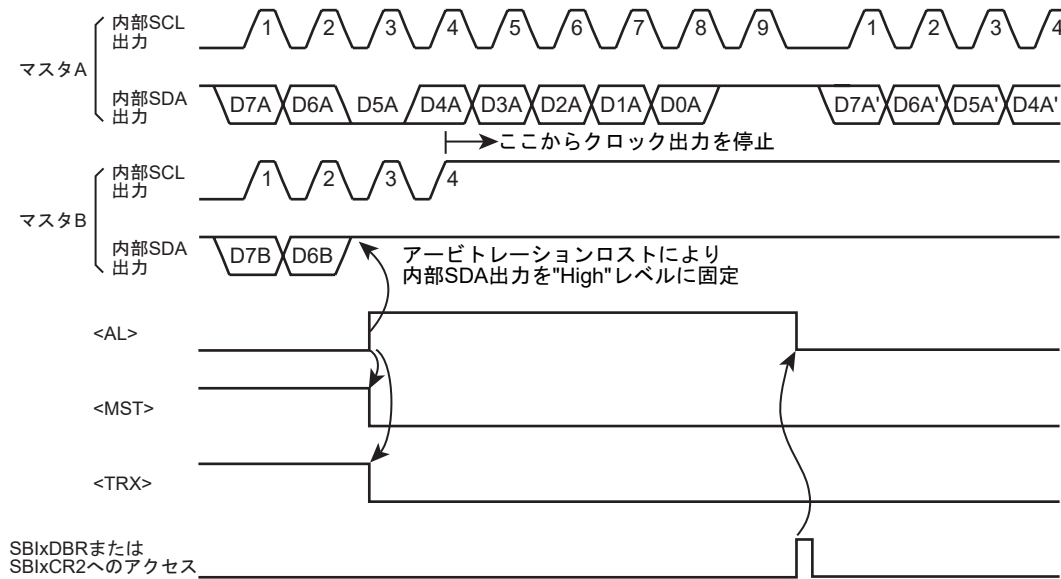 マスタA
内部SCL
出力
1 2 3 4 5 6 7 8 9 1 2 3 4
内部SDA
出力
D7A D6A D5A D4A D3A D2A D1A D0A D7A' D6A' D5A' D4A'
ここからクロック出力を停止
マスタB
内部SCL
出力
1 2 3 4
内部SDA
出力
D7B D6B
アービトレーションロストにより
内部SDA出力を"High"レベルに固定
<AL>
<MST>
<TRX>
SBIxDBRまたは
SBIxCR2へのアクセス